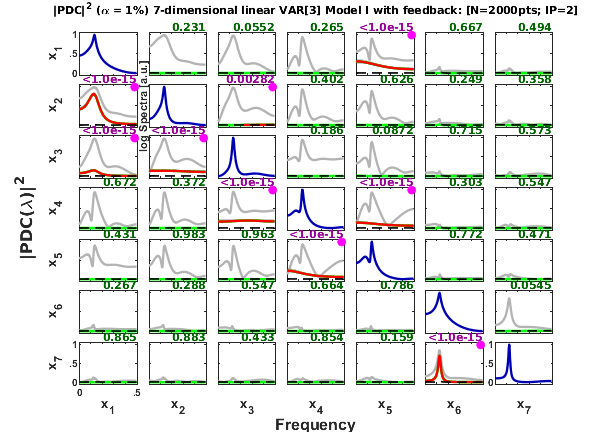 |PDC|² (α = 1%) 7-dimensional linear VAR[3] Model I with feedback: [N=2000pts; IP=2]
0.231 0.0552 0.265 <1.0e-15 0.667 0.494
x₁ 1 .5 0
<1.0e-15 0.00282 0.402 0.626 0.249 0.358
x₂
log Spectra [a.u.]
<1.0e-15 <1.0e-15 0.186 0.0872 0.715 0.573
x₃
0.672 0.372 <1.0e-15 <1.0e-15 0.303 0.547
x₄
|PDC(λ)|²
0.431 0.983 0.963 <1.0e-15 0.772 0.471
x₅
0.267 0.288 0.547 0.664 0.786 0.0545
x₆
0.865 0.883 0.433 0.854 0.159 <1.0e-15
x₇ 1 .5 0
0 .5
x₁ x₂ x₃ x₄ x₅ x₆ x₇
Frequency